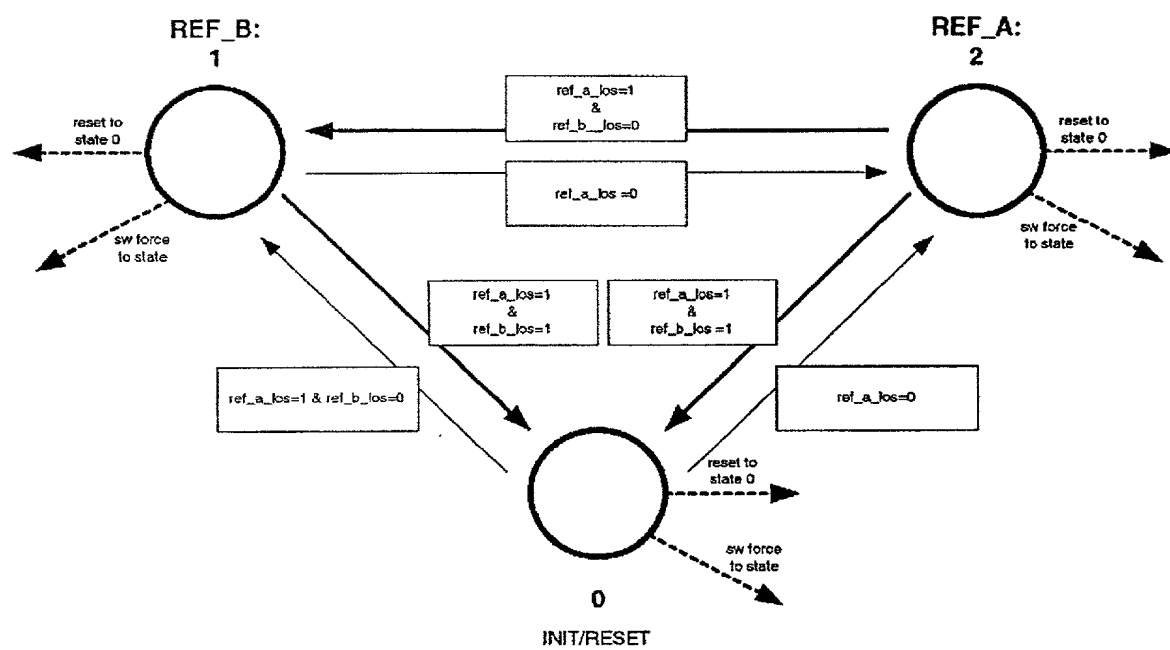 REF_B:
1
REF_A:
2
ref_a_los=1
&
ref_b_los=0
reset to
state 0
reset to
state 0
ref_a_los =0
sw force
to state
sw force
to state
ref_a_los=1
&
ref_b_los=1
ref_a_los=1
&
ref_b_los =1
ref_a_los=1 & ref_b_los=0
ref_a_los=0
reset to
state 0
sw force
to state
0
INIT/RESET